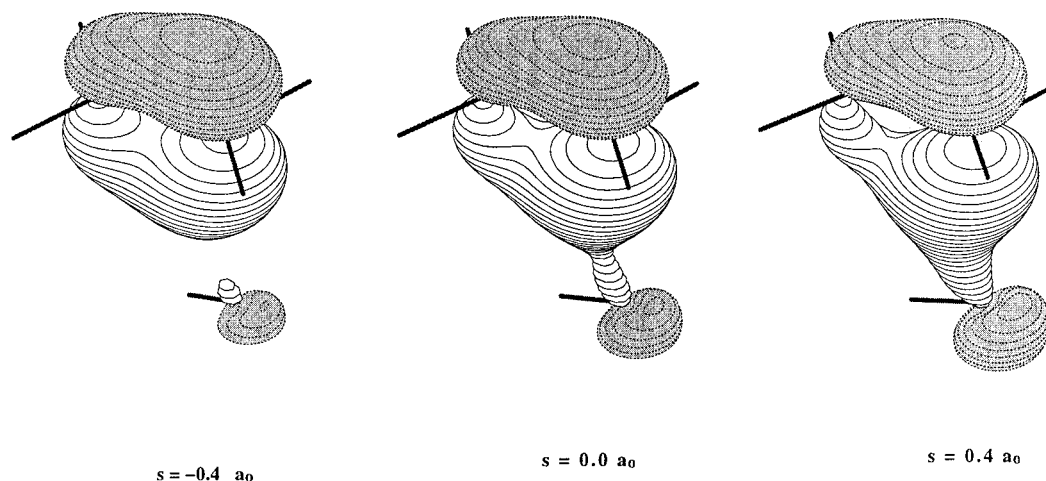 s = −0.4 a₀
s = 0.0 a₀
s = 0.4 a₀